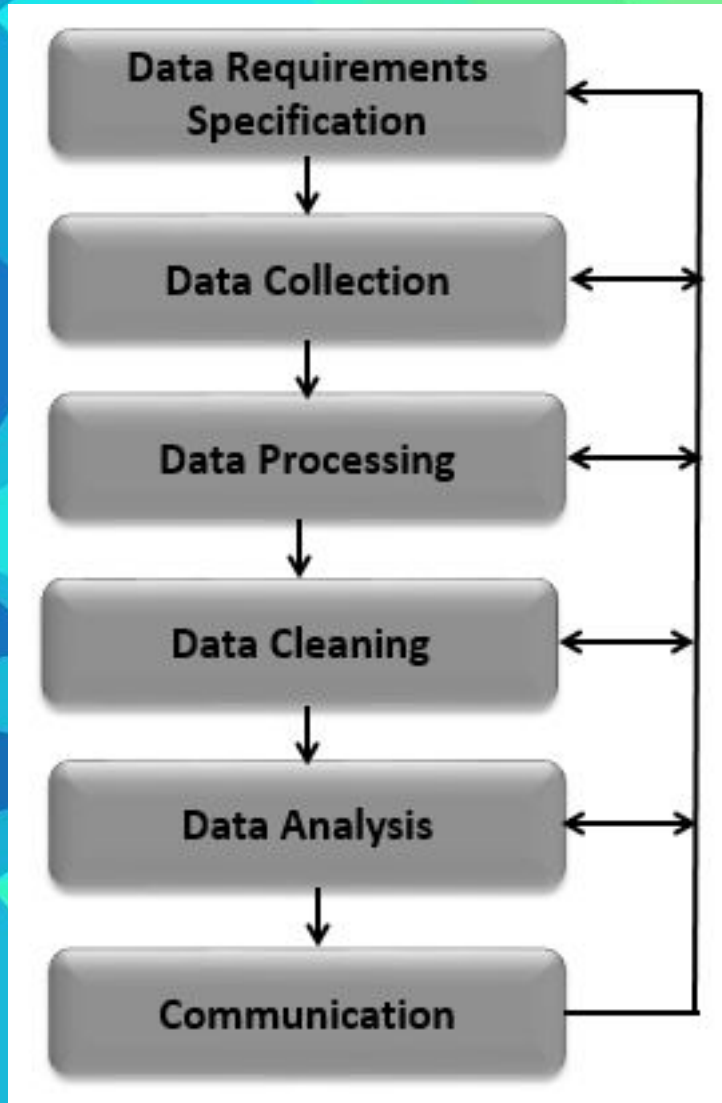 Data Requirements
Specification
Data Collection
Data Processing
Data Cleaning
Data Analysis
Communication